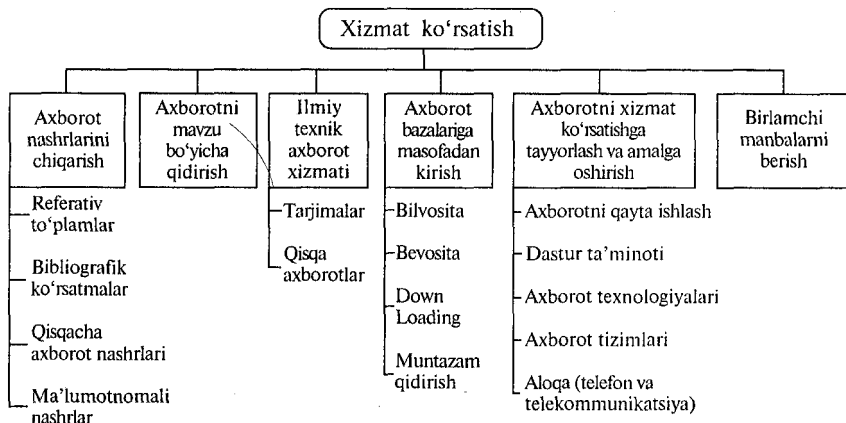 Xizmat ko‘rsatish
Axborot
nashrlarini
chiqarish
Referativ
to‘plamlar
Bibliografik
ko‘rsatmalar
Qisqacha
axborot nashrlari
Ma’lumotnomali
nashrlar
Axborotni
mavzu
bo‘yicha
qidirish
Ilmiy
texnik
axborot
xizmati
Tarjimalar
Qisqa
axborotlar
Axborot
bazalariga
masofadan
kirish
Bilvosita
Bevosita
Down
Loading
Muntazam
qidirish
Axborotni xizmat
ko‘rsatishga
tayyorlash va amalga
oshirish
Axborotni qayta ishlash
Dastur ta’minoti
Axborot texnologiyalari
Axborot tizimlari
Aloqa (telefon va
telekommunikatsiya)
Birlamchi
manbalarni
berish